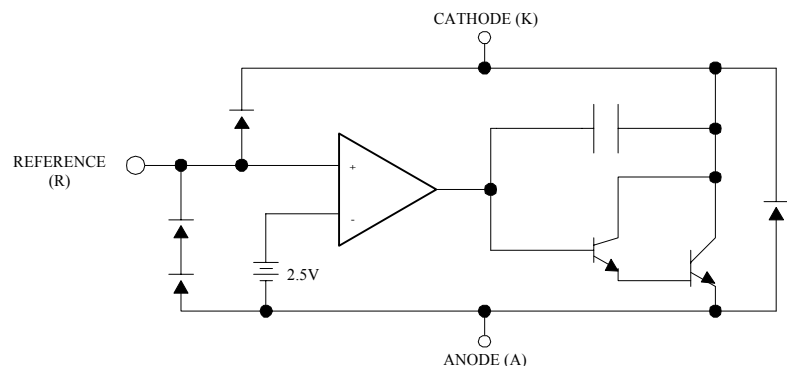 CATHODE (K)
REFERENCE
(R)
+
-
2.5V
ANODE (A)